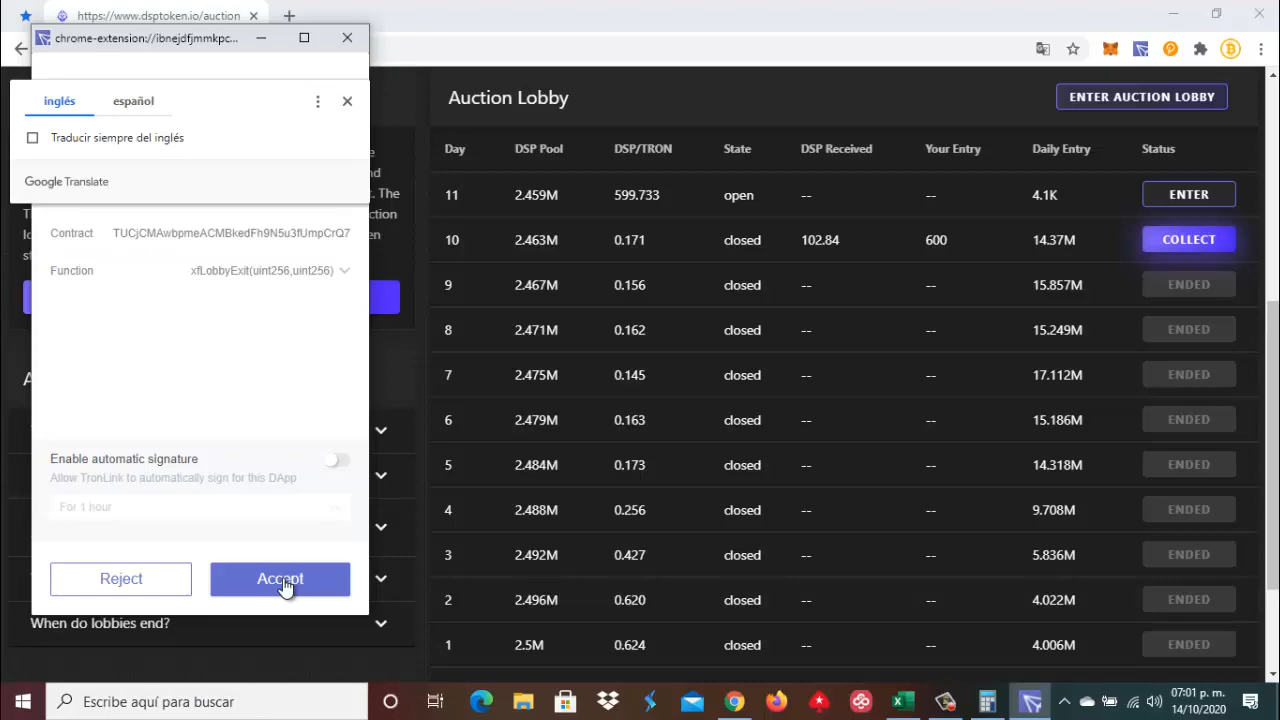 https://www.dsptoken.io/auction
chrome-extension://ibnejdfjmmkpc...
inglés español
Traducir siempre del inglés
Google Translate
Contract TUCjCMAwbpmeACMBkedFh9N5u3fUmpCrQ7
Function xfLobbyExit(uint256,uint256)
Enable automatic signature
Allow TronLink to automatically sign for this DApp
For 1 hour
Reject Accept
When do lobbies end?
Auction Lobby ENTER AUCTION LOBBY
Day DSP Pool DSP/TRON State DSP Received Your Entry Daily Entry Status
11 2.459M 599.733 open -- -- 4.1K ENTER
10 2.463M 0.171 closed 102.84 600 14.37M COLLECT
9 2.467M 0.156 closed -- -- 15.857M ENDED
8 2.471M 0.162 closed -- -- 15.249M ENDED
7 2.475M 0.145 closed -- -- 17.112M ENDED
6 2.479M 0.163 closed -- -- 15.186M ENDED
5 2.484M 0.173 closed -- -- 14.318M ENDED
4 2.488M 0.256 closed -- -- 9.708M ENDED
3 2.492M 0.427 closed -- -- 5.836M ENDED
2 2.496M 0.620 closed -- -- 4.022M ENDED
1 2.5M 0.624 closed -- -- 4.006M ENDED
Escribe aquí para buscar
07:01 p. m.
14/10/2020